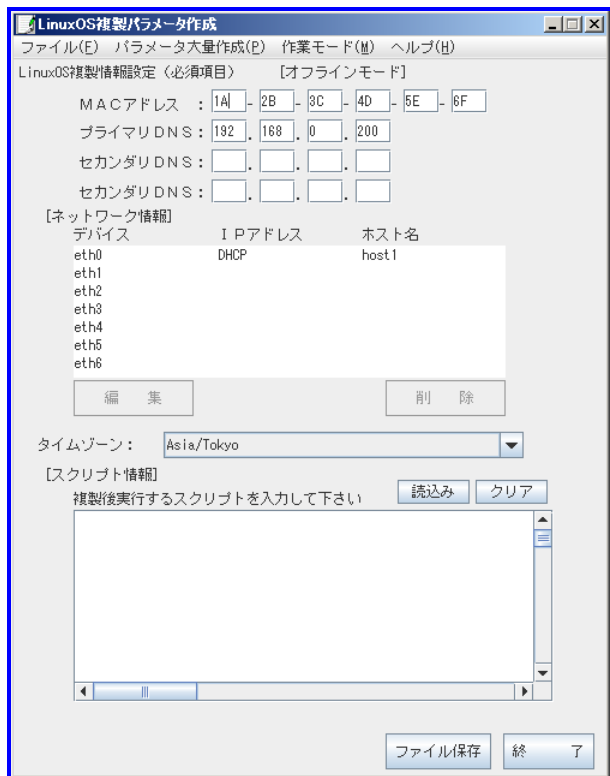 LinuxOS複製パラメータ作成
ファイル(F) パラメータ大量作成(P) 作業モード(M) ヘルプ(H)
LinuxOS複製情報設定（必須項目） [オフラインモード]
ＭＡＣアドレス ： 1A - 2B - 3C - 4D - 5E - 6F
プライマリＤＮＳ： 192 . 168 . 0 . 200
セカンダリＤＮＳ： . . .
セカンダリＤＮＳ： . . .
[ネットワーク情報]
デバイス ＩＰアドレス ホスト名
eth0 DHCP host1
eth1
eth2
eth3
eth4
eth5
eth6
編 集 削 除
タイムゾーン： Asia/Tokyo
[スクリプト情報]
複製後実行するスクリプトを入力して下さい 読込み クリア
ファイル保存 終 了